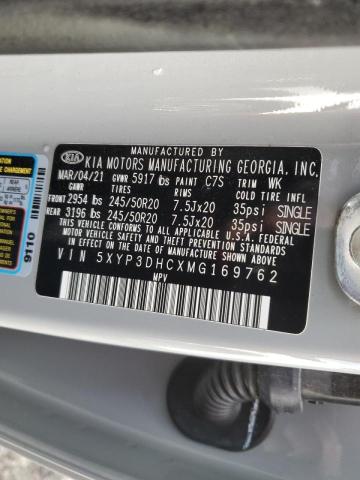 MANUFACTURED BY
KIA KIA MOTORS MANUFACTURING GEORGIA, INC.
MAR/04/21 GVWR 5917 lbs PAINT C7S TRIM WK
GAWR TIRES RIMS COLD TIRE INFL
FRONT 2954 lbs 245/50R20 7.5Jx20 35psi SINGLE
REAR 3196 lbs 245/50R20 7.5Jx20 35psi SINGLE
THIS VEHICLE CONFORMS TO ALL APPLICABLE FEDERAL
MOTOR VEHICLE SAFETY, BUMPER, AND THEFT PREVENTION
STANDARDS IN EFFECT ON THE DATE OF MANUFACTURE SHOWN ABOVE
VIN 5XYP3DHCXMG169762
MPV
9110